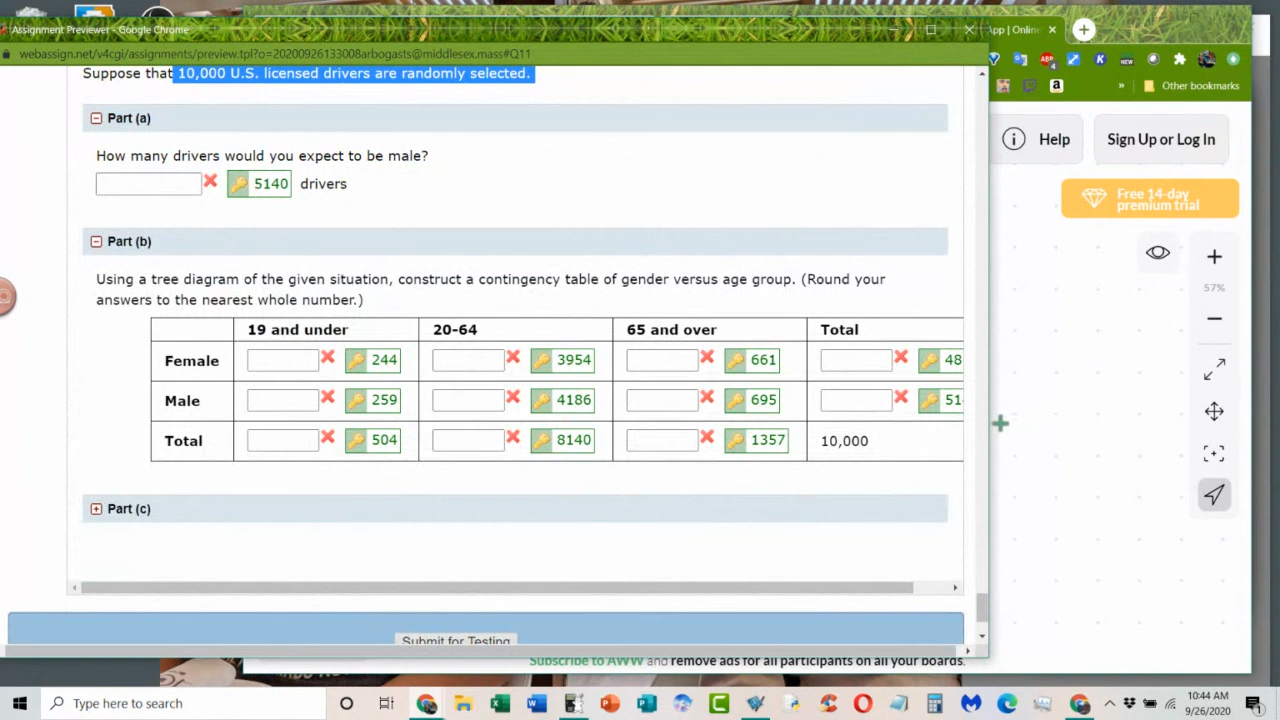 Assignment Previewer - Google Chrome
App | Online
webassign.net/v4cgi/assignments/preview.tpl?o=20200926133008arbogasts@middlesex.mass#Q11
Other bookmarks
Suppose that 10,000 U.S. licensed drivers are randomly selected.
Part (a)
How many drivers would you expect to be male?
5140 drivers
Part (b)
Using a tree diagram of the given situation, construct a contingency table of gender versus age group. (Round your
answers to the nearest whole number.)
19 and under 20-64 65 and over Total
Female 244 3954 661 48
Male 259 4186 695 51
Total 504 8140 1357 10,000
Part (c)
Submit for Testing
Help
Sign Up or Log In
Free 14-day
premium trial
57%
Subscribe to AWW and remove ads for all participants on all your boards.
Type here to search
10:44 AM
9/26/2020